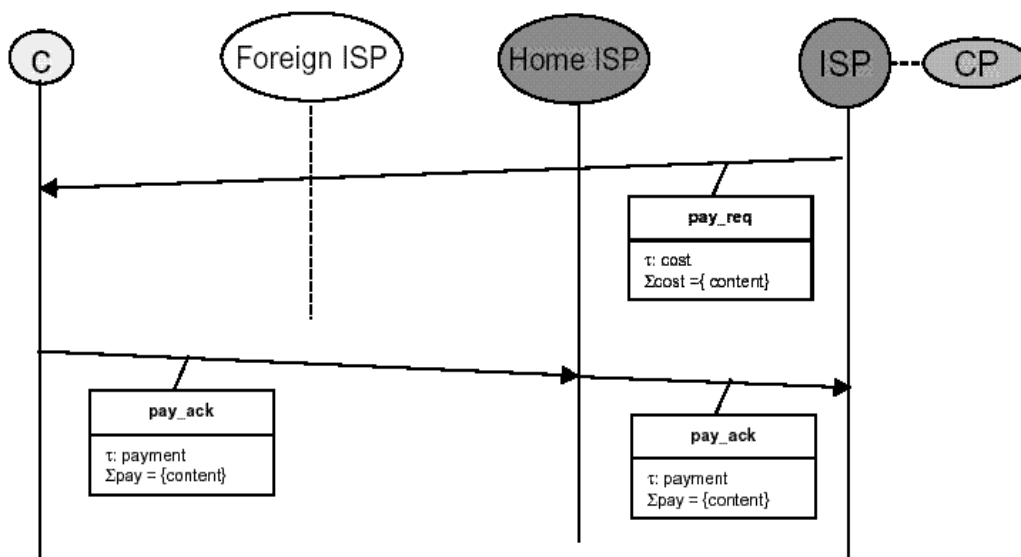 C
Foreign ISP
Home ISP
ISP
CP
pay_req
τ: cost
Σcost ={ content}
pay_ack
τ: payment
Σpay = {content}
pay_ack
τ: payment
Σpay = {content}